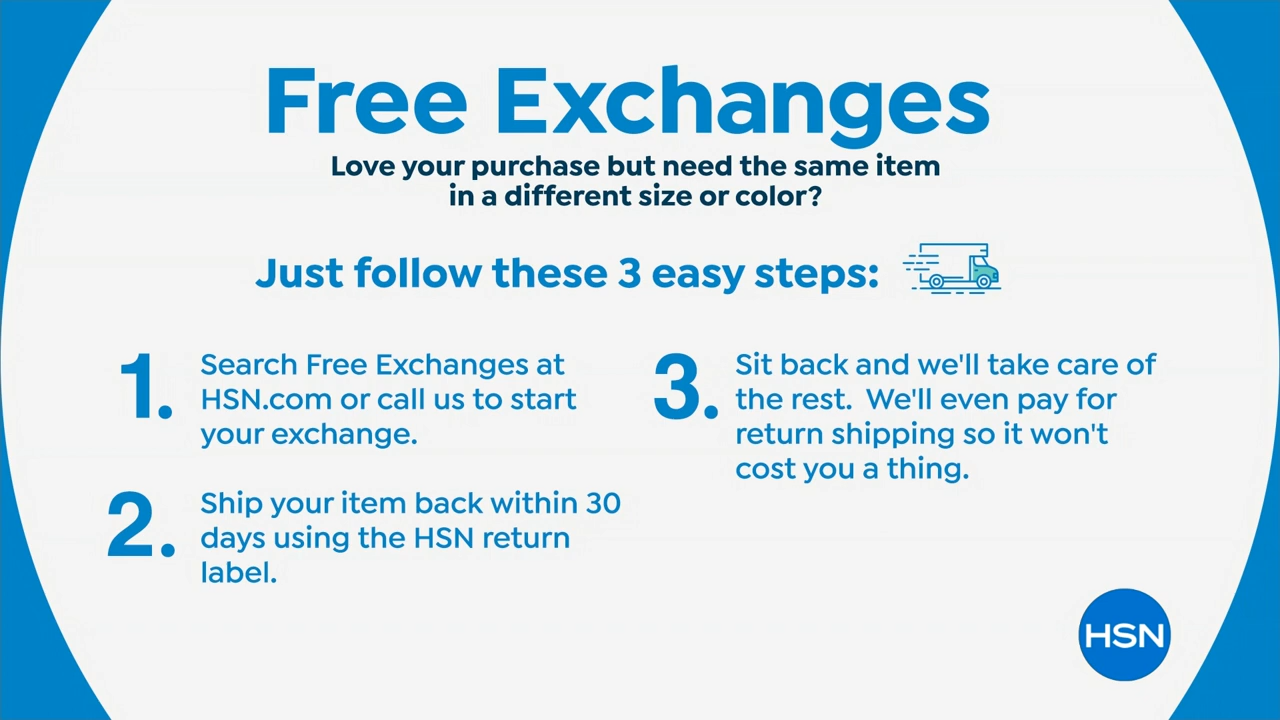 Free Exchanges
Love your purchase but need the same item
in a different size or color?
Just follow these 3 easy steps:
1. Search Free Exchanges at
HSN.com or call us to start
your exchange.
2. Ship your item back within 30
days using the HSN return
label.
3. Sit back and we'll take care of
the rest.  We'll even pay for
return shipping so it won't
cost you a thing.
HSN